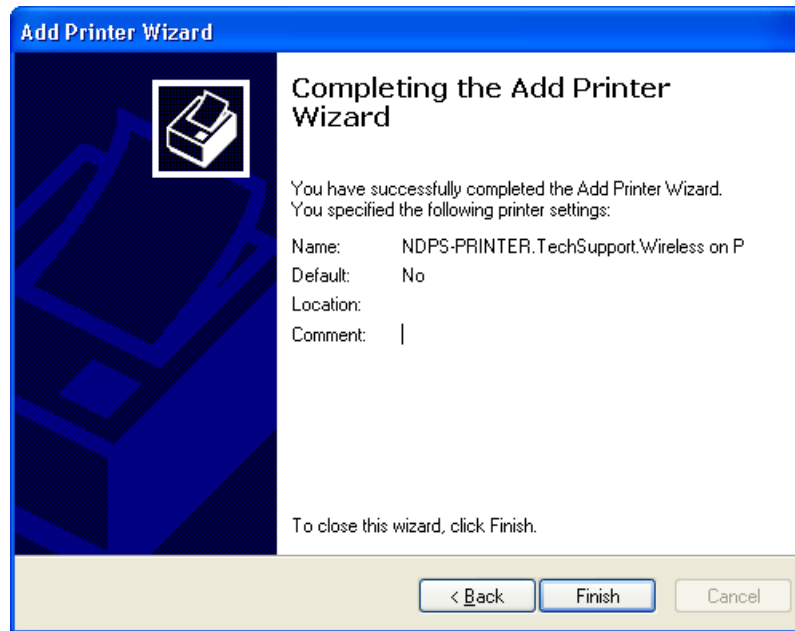 Add Printer Wizard
Completing the Add Printer
Wizard
You have successfully completed the Add Printer Wizard.
You specified the following printer settings:
Name: NDPS-PRINTER.TechSupport.Wireless on P
Default: No
Location:
Comment:
To close this wizard, click Finish.
< Back Finish Cancel